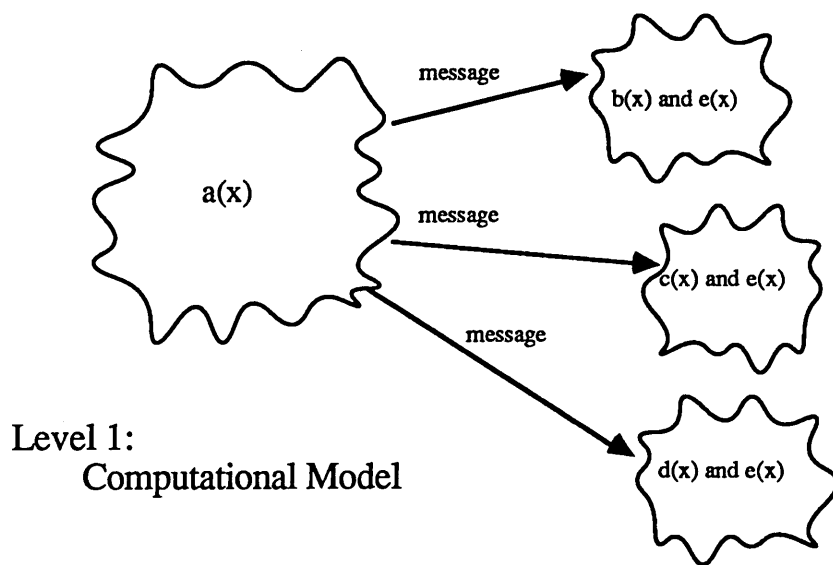 message
b(x) and e(x)
a(x)
message
c(x) and e(x)
message
Level 1:
Computational Model
d(x) and e(x)